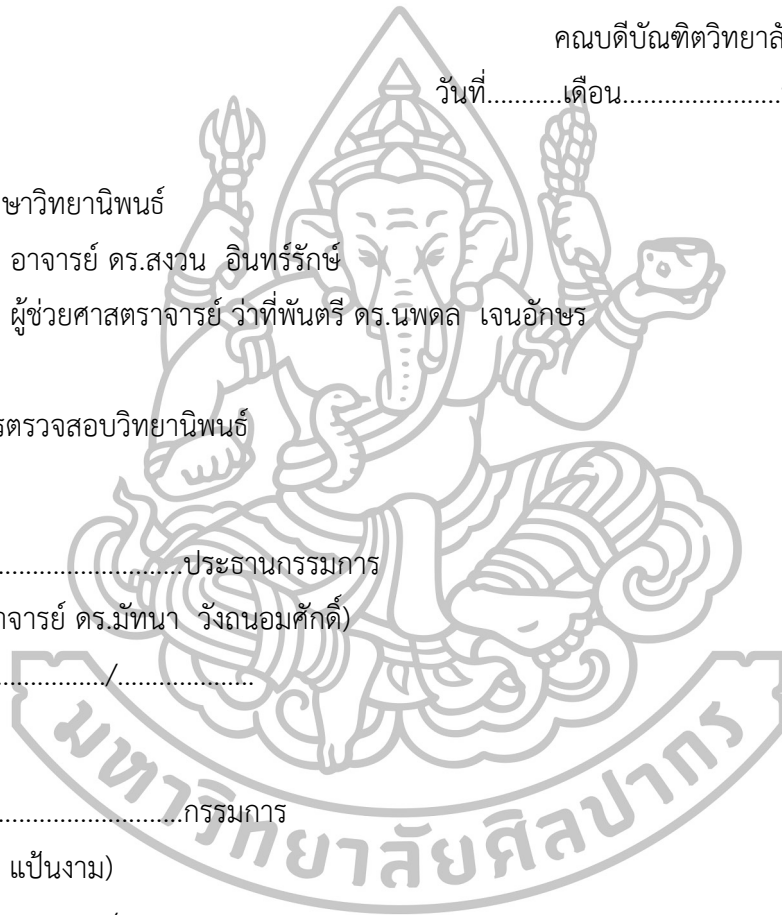 คณบดีบัณฑิตวิทยาลั
วันที่...........เดือน.......................
ษาวิทยานิพนธ์
อาจารย์ ดร.สงวน อินทร์รักษ์
ผู้ช่วยศาสตราจารย์ ว่าที่พันตรี ดร.นพดล เจนอักษร
รตรวจสอบวิทยานิพนธ์
............................ประธานกรรมการ
าจารย์ ดร.มัทนา วังถนอมศักดิ์)
................/....................
............................กรรมการ
แป้นงาม)
มหาวิทยาลัยศิลปากร